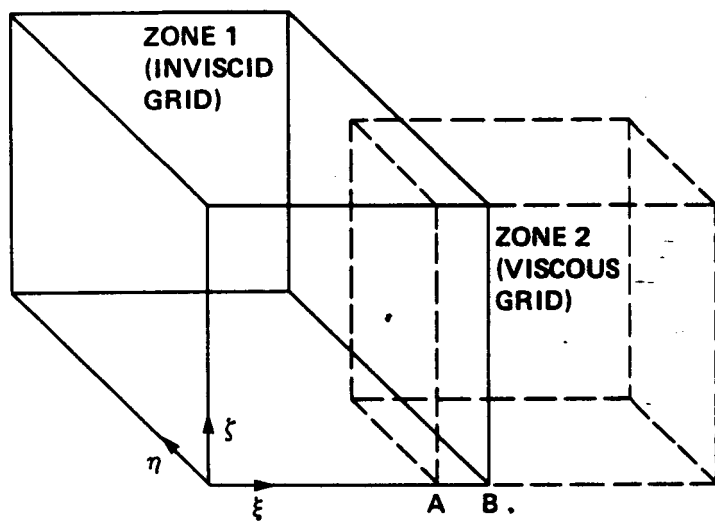 ZONE 1
(INVISCID
GRID)
ZONE 2
(VISCOUS
GRID)
ζ
η
ξ
A B .